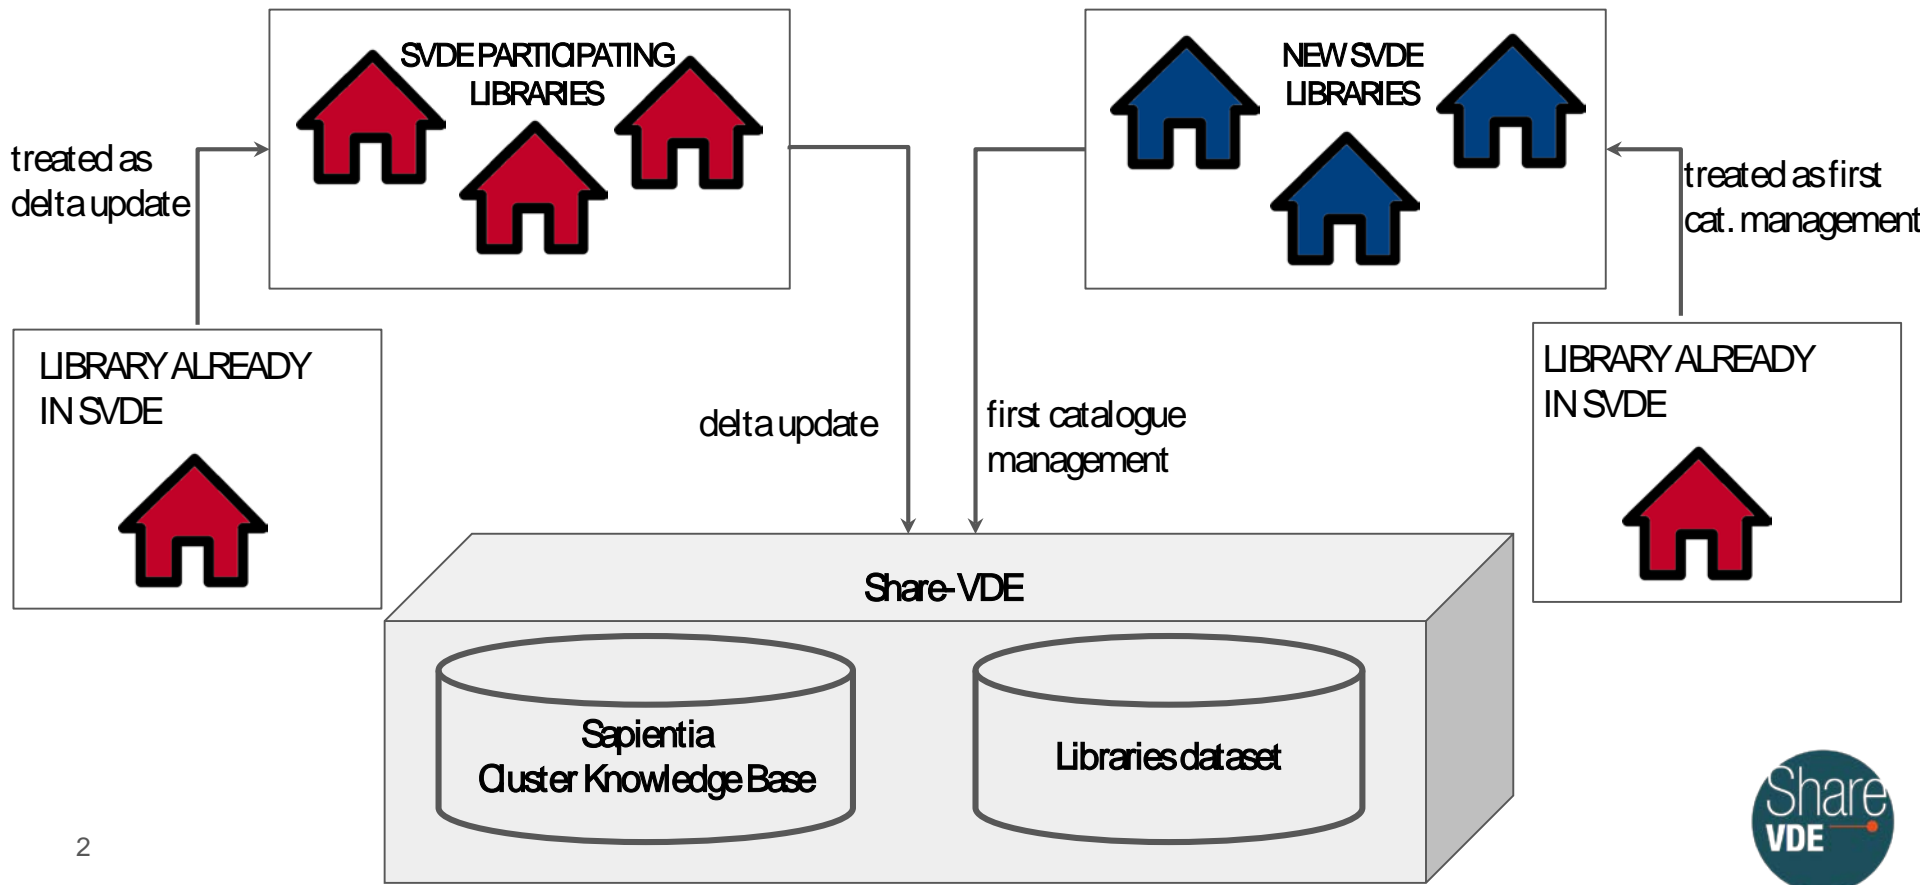 SVDE PARTICIPATING
LIBRARIES
NEW SVDE
LIBRARIES
treated as
delta update
treated as first
cat. management
LIBRARY ALREADY
IN SVDE
LIBRARY ALREADY
IN SVDE
delta update
first catalogue
management
Share-VDE
Sapientia
Cluster Knowledge Base
Libraries dataset
2
Share
VDE